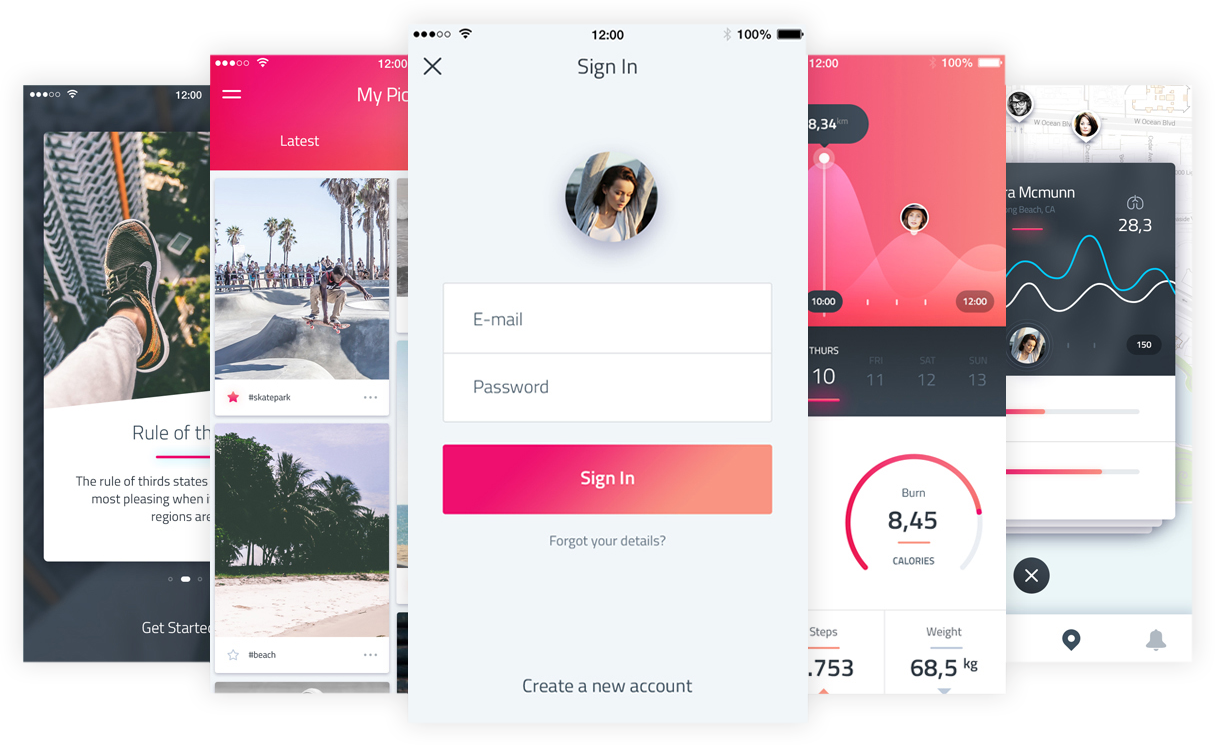 12:00
Rule of th
The rule of thirds states
most pleasing when i
regions are
Get Starte
12:00
My Pic
Latest
#skatepark
#beach
12:00
100%
Sign In
E-mail
Password
Sign In
Forgot your details?
Create a new account
12:00
100%
8,34 km
10:00
12:00
THURS
FRI
SAT
SUN
10
11
12
13
Burn
8,45
CALORIES
Steps
.753
Weight
68,5 kg
W Ocean Blv
W Ocean Blvd
ra Mcmunn
ng Beach, CA
28,3
150